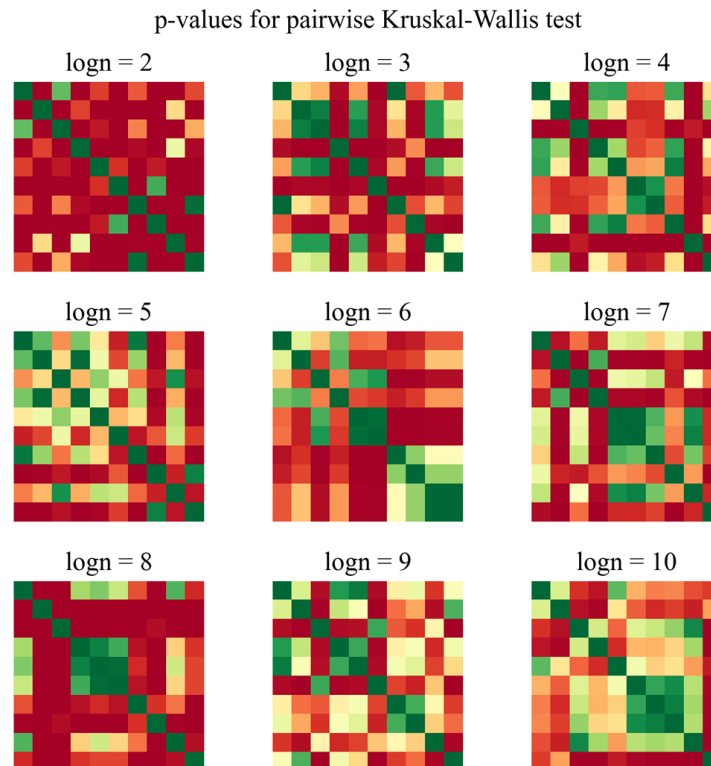 p-values for pairwise Kruskal-Wallis test
logn = 2
logn = 3
logn = 4
logn = 5
logn = 6
logn = 7
logn = 8
logn = 9
logn = 10